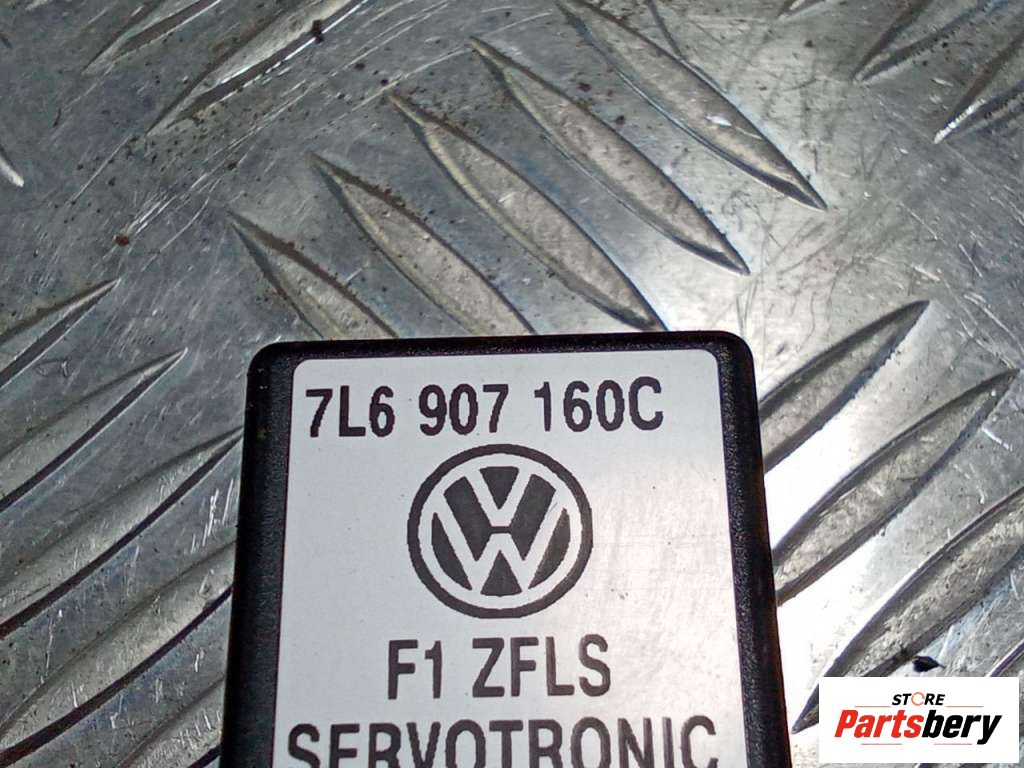 7L6 907 160C
F1 ZFLS
SERVOTRONIC
STORE
Partsbery